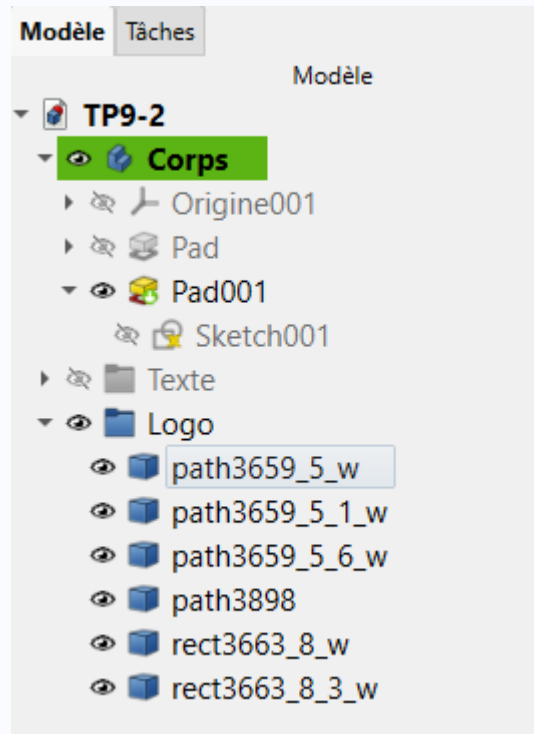 Modèle Tâches
Modèle
TP9-2
Corps
Origine001
Pad
Pad001
Sketch001
Texte
Logo
path3659_5_w
path3659_5_1_w
path3659_5_6_w
path3898
rect3663_8_w
rect3663_8_3_w